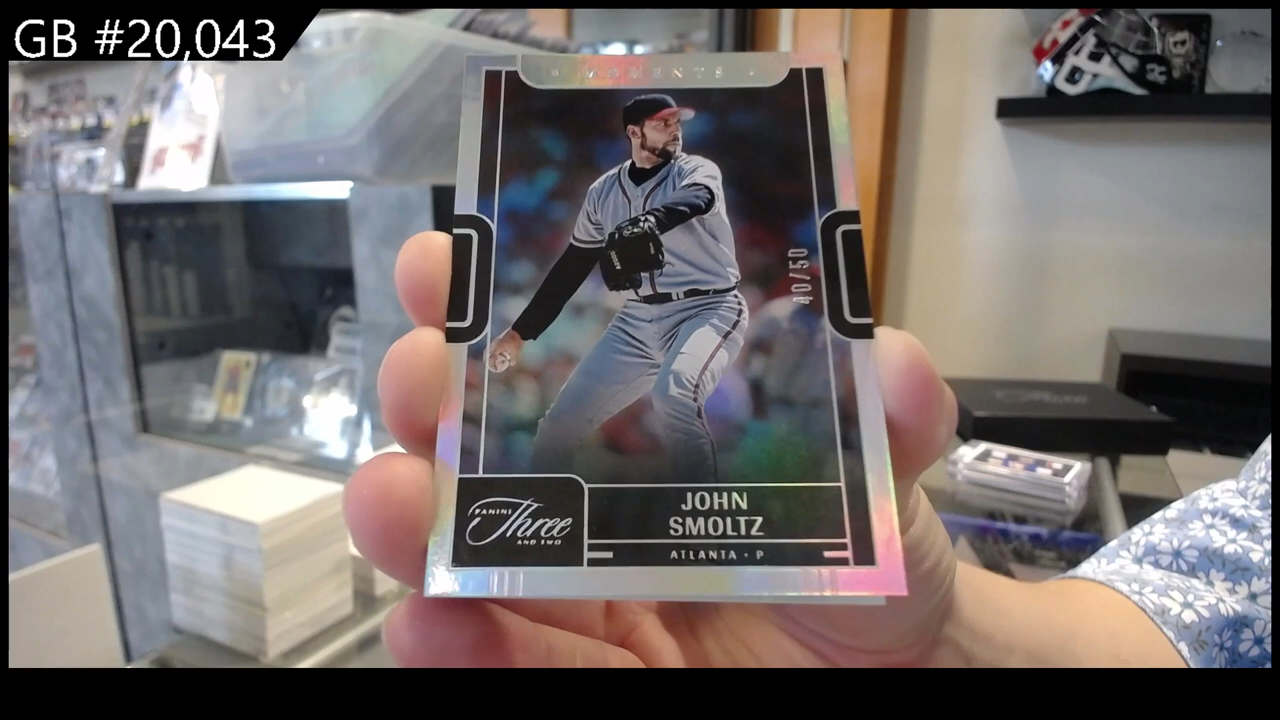 GB #20,043
• MOMENTS •
40/50
PANINI
Three
AND TWO
JOHN
SMOLTZ
ATLANTA • P